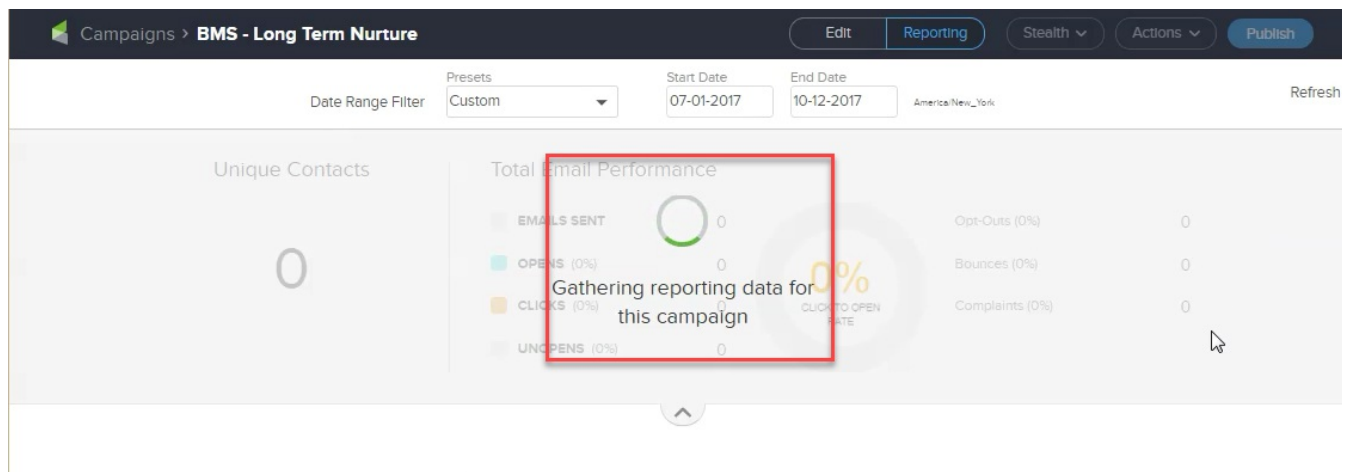 Campaigns > BMS - Long Term Nurture
Edit
Reporting
Stealth
Actions
Publish
Date Range Filter
Presets
Custom
Start Date
07-01-2017
End Date
10-12-2017
America/New_York
Refresh
Unique Contacts
0
Total Email Performance
EMAILS SENT 0
OPENS (0%) 0
CLICKS (0%) 0
UNOPENS (0%) 0
Gathering reporting data for
this campaign
0%
CLICK TO OPEN
RATE
Opt-Outs (0%) 0
Bounces (0%) 0
Complaints (0%) 0